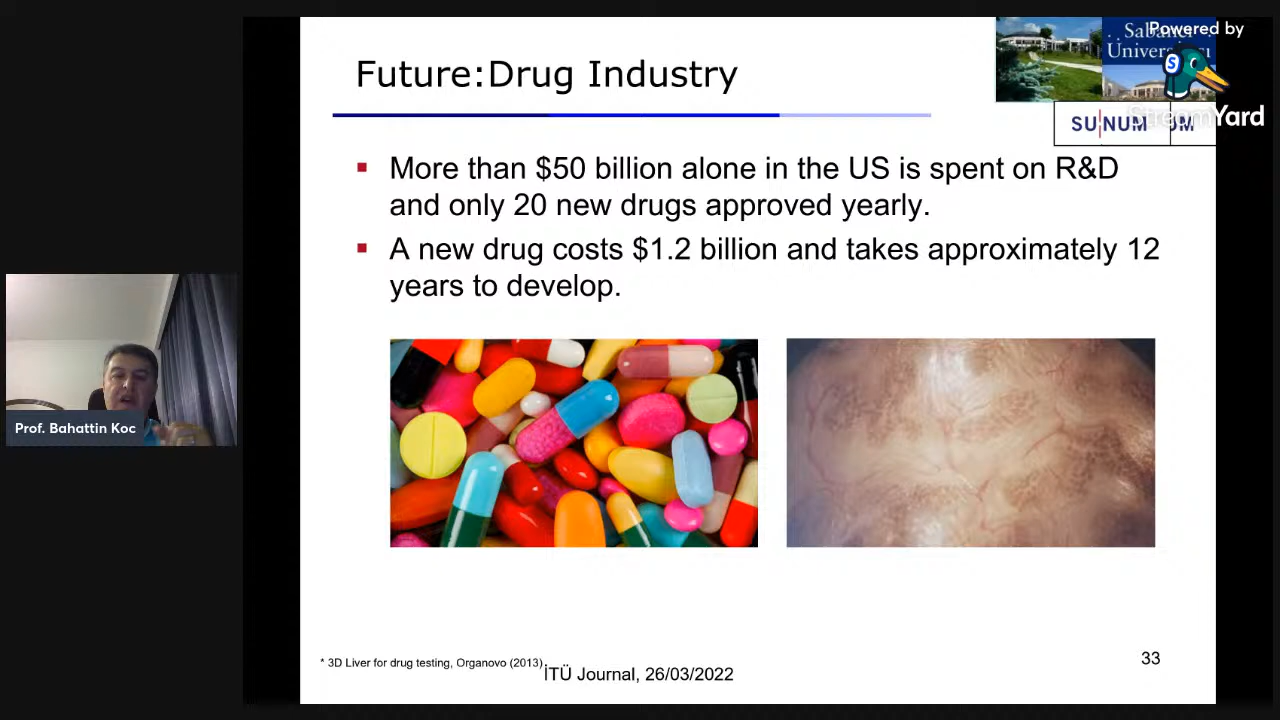 Future:Drug Industry
Sabancı
Üniversitesi
Powered by
StreamYard
SU NUM
UM
More than $50 billion alone in the US is spent on R&D
and only 20 new drugs approved yearly.
A new drug costs $1.2 billion and takes approximately 12
years to develop.
Prof. Bahattin Koc
* 3D Liver for drug testing, Organovo (2013)
İTÜ Journal, 26/03/2022
33